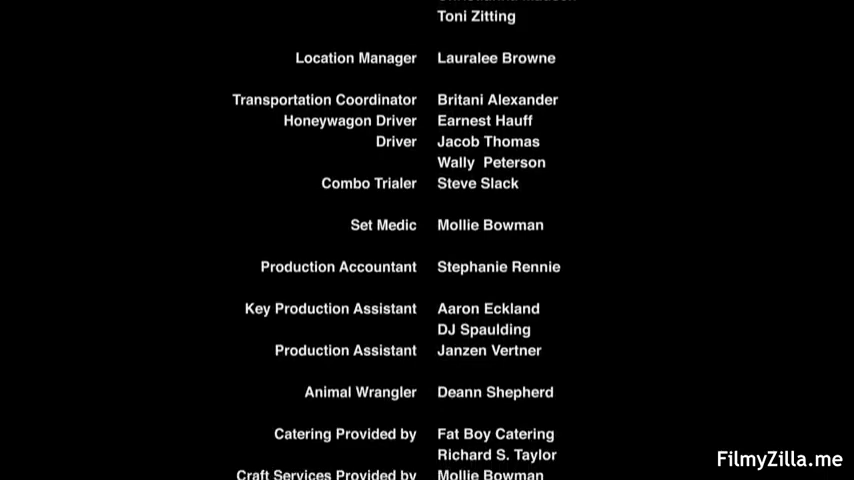 Toni Zitting
Location Manager Lauralee Browne
Transportation Coordinator Britani Alexander
Honeywagon Driver Earnest Hauff
Driver Jacob Thomas
Wally Peterson
Combo Trialer Steve Slack
Set Medic Mollie Bowman
Production Accountant Stephanie Rennie
Key Production Assistant Aaron Eckland
DJ Spaulding
Production Assistant Janzen Vertner
Animal Wrangler Deann Shepherd
Catering Provided by Fat Boy Catering
Richard S. Taylor
Craft Services Provided by Mollie Bowman
FilmyZilla.me